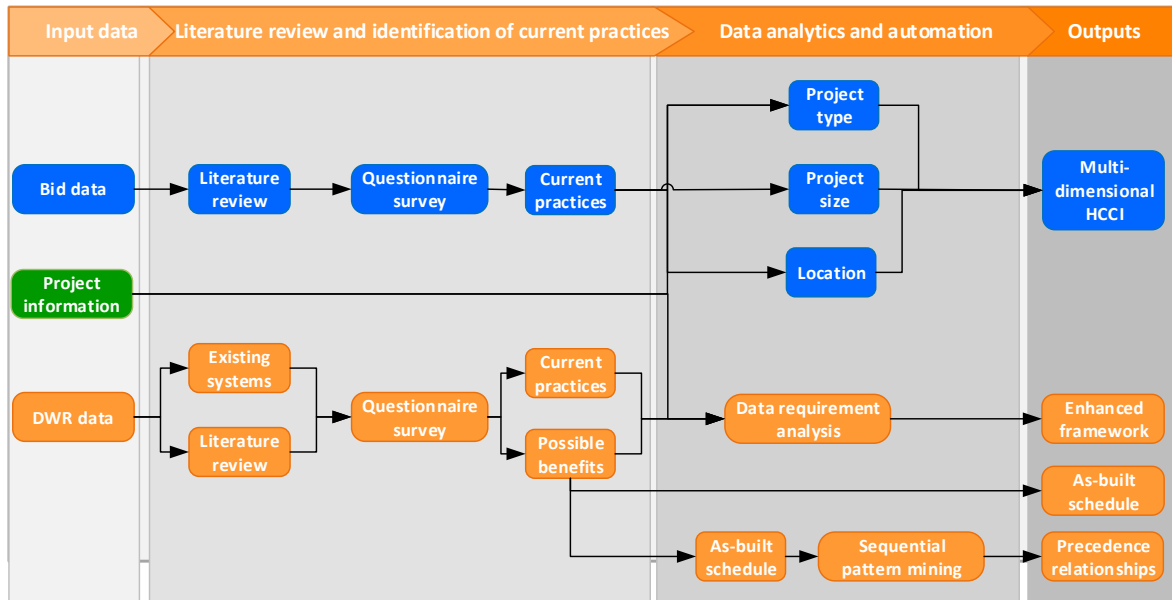 Input data
Literature review and identification of current practices
Data analytics and automation
Outputs
Project
type
Bid data
Literature
review
Questionnaire
survey
Current
practices
Project
size
Multi-
dimensional
HCCI
Location
Project
information
Existing
systems
Current
practices
DWR data
Questionnaire
survey
Data requirement
analysis
Enhanced
framework
Literature
review
Possible
benefits
As-built
schedule
As-built
schedule
Sequential
pattern mining
Precedence
relationships